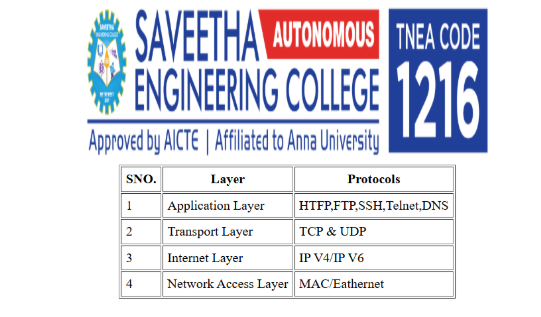 SAVEETHA AUTONOMOUS
ENGINEERING COLLEGE
Approved by AICTE | Affiliated to Anna University
TNEA CODE
1216
SNO. Layer Protocols
1 Application Layer HTFP,FTP,SSH,Telnet,DNS
2 Transport Layer TCP & UDP
3 Internet Layer IP V4/IP V6
4 Network Access Layer MAC/Eathernet